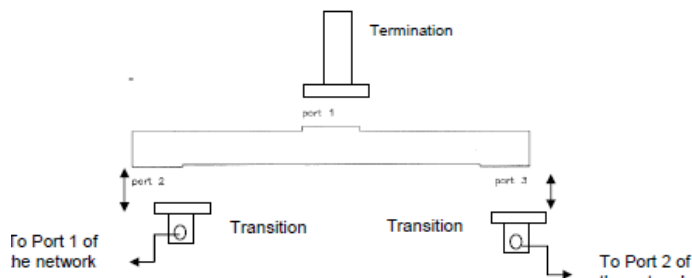 Termination
port 1
port 2
port 3
Transition
Transition
To Port 1 of
he network
To Port 2 of